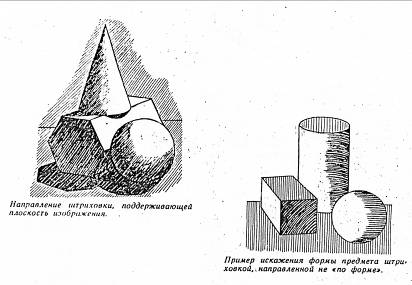 Направление штриховки, поддерживающей
плоскость изображения.
Пример искажения формы предмета штри-
ховкой, направленной не «по форме».